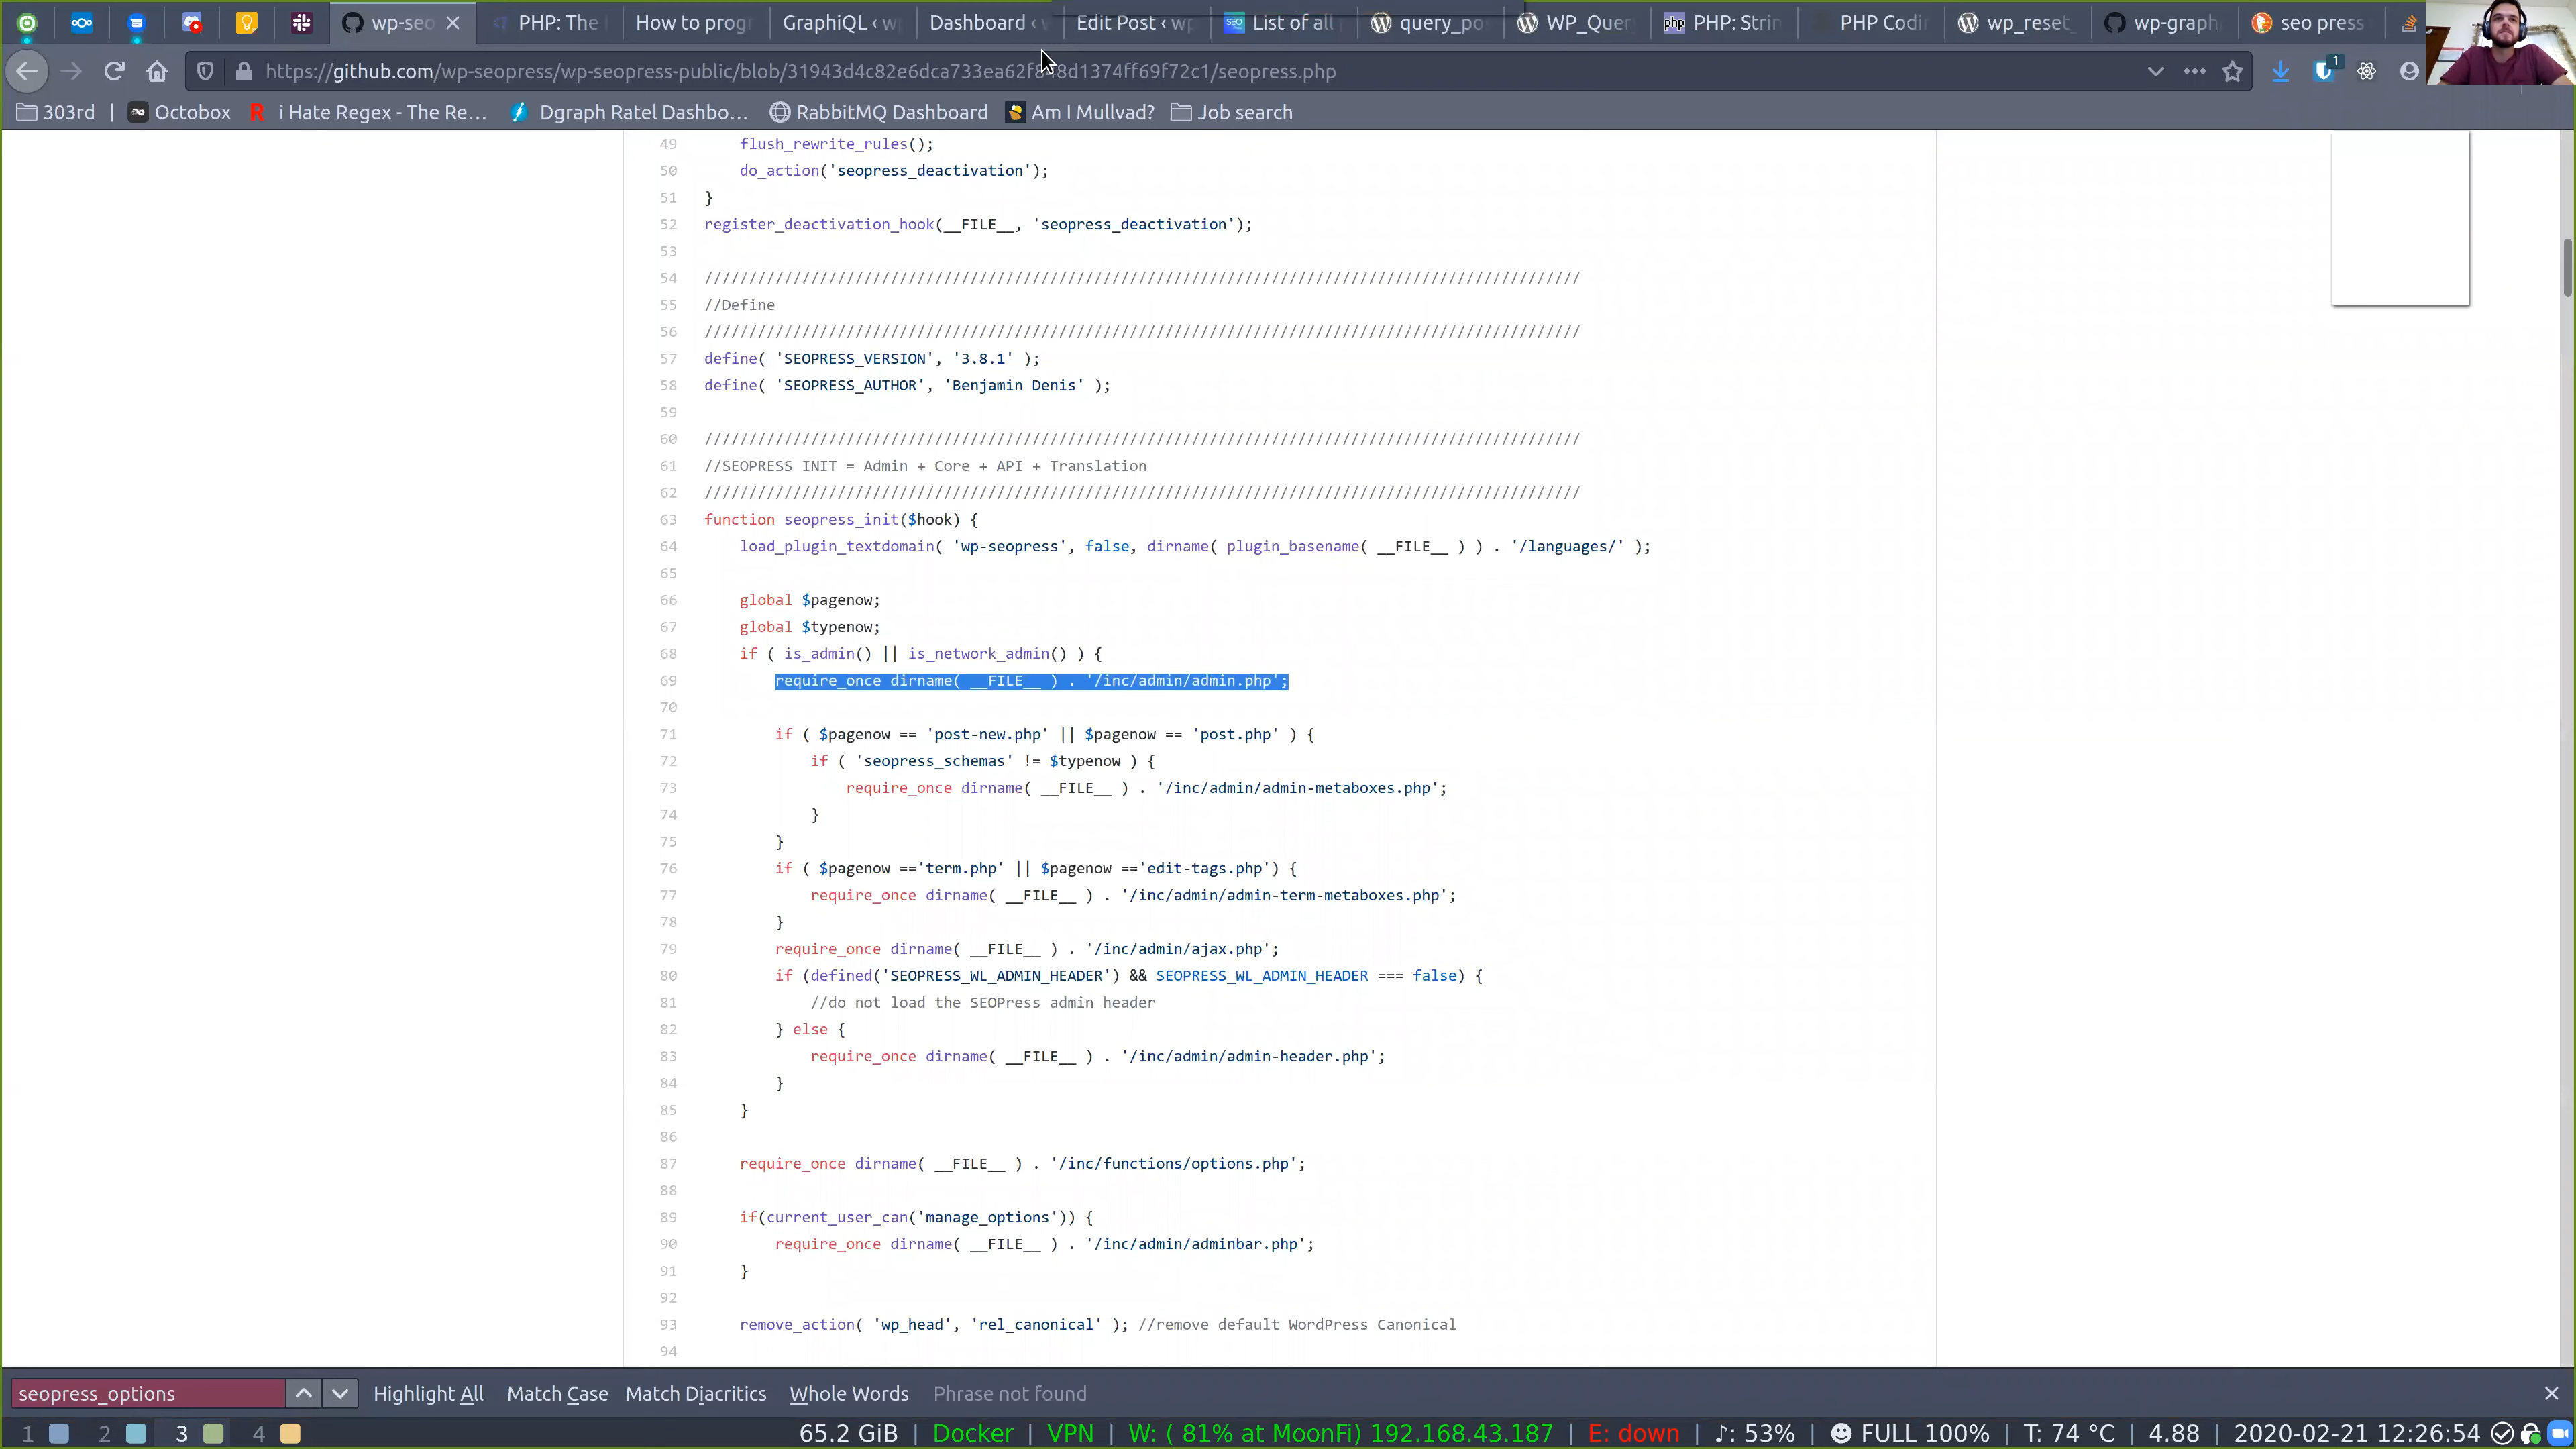 wp-seo
PHP: The
How to progr
GraphiQL ‹ w
Dashboard ‹
Edit Post ‹ wp
List of all
query_po
WP_Quer
PHP: Strin
PHP Codi
wp_reset
wp-graph
seo press
https://github.com/wp-seopress/wp-seopress-public/blob/31943d4c82e6dca733ea62f 8d1374ff69f72c1/seopress.php
303rd | Octobox i Hate Regex - The Re... Dgraph Ratel Dashbo... RabbitMQ Dashboard Am I Mullvad? Job search
49 flush_rewrite_rules();
50 do_action('seopress_deactivation');
51 }
52 register_deactivation_hook(__FILE__, 'seopress_deactivation');
53
54 ///////////////////////////////////////////////////////////////////////////////////////////////////
55 //Define
56 ///////////////////////////////////////////////////////////////////////////////////////////////////
57 define( 'SEOPRESS_VERSION', '3.8.1' );
58 define( 'SEOPRESS_AUTHOR', 'Benjamin Denis' );
59
60 ///////////////////////////////////////////////////////////////////////////////////////////////////
61 //SEOPRESS INIT = Admin + Core + API + Translation
62 ///////////////////////////////////////////////////////////////////////////////////////////////////
63 function seopress_init($hook) {
64 load_plugin_textdomain( 'wp-seopress', false, dirname( plugin_basename( __FILE__ ) ) . '/languages/' );
65
66 global $pagenow;
67 global $typenow;
68 if ( is_admin() || is_network_admin() ) {
69 require_once dirname( __FILE__ ) . '/inc/admin/admin.php';
70
71 if ( $pagenow == 'post-new.php' || $pagenow == 'post.php' ) {
72 if ( 'seopress_schemas' != $typenow ) {
73 require_once dirname( __FILE__ ) . '/inc/admin/admin-metaboxes.php';
74 }
75 }
76 if ( $pagenow =='term.php' || $pagenow =='edit-tags.php') {
77 require_once dirname( __FILE__ ) . '/inc/admin/admin-term-metaboxes.php';
78 }
79 require_once dirname( __FILE__ ) . '/inc/admin/ajax.php';
80 if (defined('SEOPRESS_WL_ADMIN_HEADER') && SEOPRESS_WL_ADMIN_HEADER === false) {
81 //do not load the SEOPress admin header
82 } else {
83 require_once dirname( __FILE__ ) . '/inc/admin/admin-header.php';
84 }
85 }
86
87 require_once dirname( __FILE__ ) . '/inc/functions/options.php';
88
89 if(current_user_can('manage_options')) {
90 require_once dirname( __FILE__ ) . '/inc/admin/adminbar.php';
91 }
92
93 remove_action( 'wp_head', 'rel_canonical' ); //remove default WordPress Canonical
94
seopress_options Highlight All Match Case Match Diacritics Whole Words Phrase not found
1 2 3 4 65.2 GiB | Docker | VPN | W: ( 81% at MoonFi) 192.168.43.187 | E: down | ♪: 53% | FULL 100% | T: 74 °C | 4.88 | 2020-02-21 12:26:54